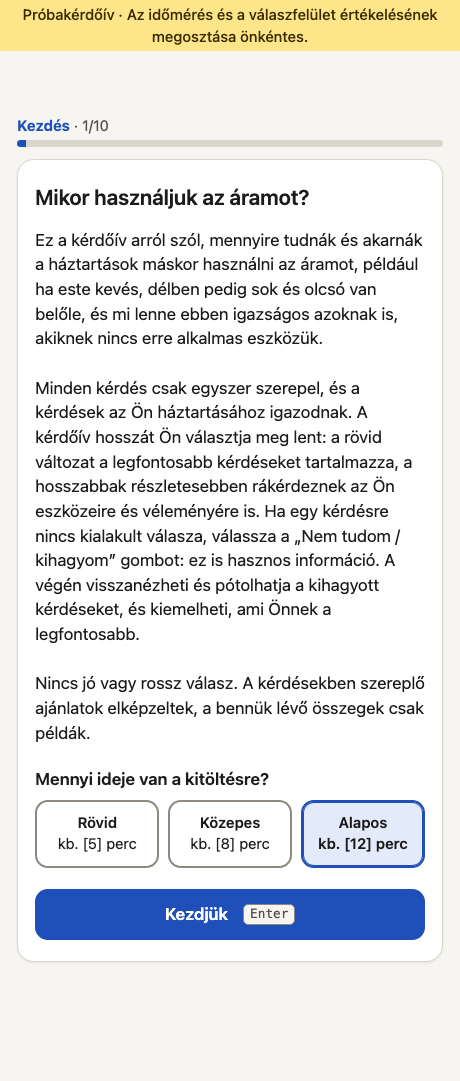 Próbakérdőív · Az időmérés és a válaszfelület értékelésének
megosztása önkéntes.
Kezdés · 1/10
Mikor használjuk az áramot?
Ez a kérdőív arról szól, mennyire tudnák és akarnák
a háztartások máskor használni az áramot, például
ha este kevés, délben pedig sok és olcsó van
belőle, és mi lenne ebben igazságos azoknak is,
akiknek nincs erre alkalmas eszközük.
Minden kérdés csak egyszer szerepel, és a
kérdések az Ön háztartásához igazodnak. A
kérdőív hosszát Ön választja meg lent: a rövid
változat a legfontosabb kérdéseket tartalmazza, a
hosszabbak részletesebben rákérdeznek az Ön
eszközeire és véleményére is. Ha egy kérdésre
nincs kialakult válasza, válassza a „Nem tudom /
kihagyom” gombot: ez is hasznos információ. A
végén visszanézheti és pótolhatja a kihagyott
kérdéseket, és kiemelheti, ami Önnek a
legfontosabb.
Nincs jó vagy rossz válasz. A kérdésekben szereplő
ajánlatok elképzeltek, a bennük lévő összegek csak
példák.
Mennyi ideje van a kitöltésre?
Rövid
kb. [5] perc
Közepes
kb. [8] perc
Alapos
kb. [12] perc
Kezdjük Enter